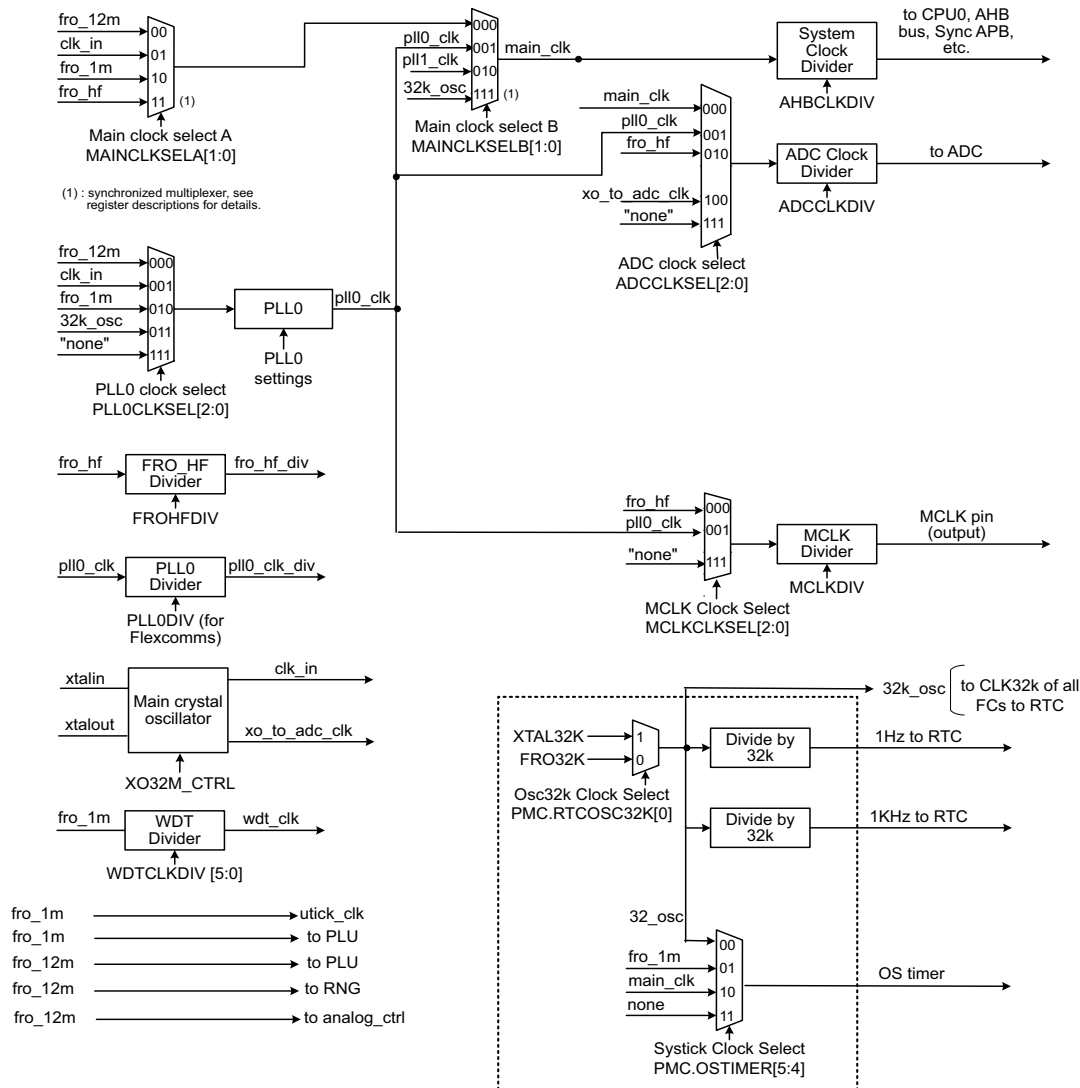 fro_12m
clk_in
fro_1m
fro_hf
00
01
10
11
(1)
Main clock select A
MAINCLKSELA[1:0]
(1) : synchronized multiplexer, see
register descriptions for details.
pll0_clk
pll1_clk
32k_osc
000
001
010
111
(1)
Main clock select B
MAINCLKSELB[1:0]
main_clk
System
Clock
Divider
AHBCLKDIV
to CPU0, AHB
bus, Sync APB,
etc.
main_clk
pll0_clk
fro_hf
xo_to_adc_clk
"none"
000
001
010
100
111
ADC clock select
ADCCLKSEL[2:0]
ADC Clock
Divider
ADCCLKDIV
to ADC
fro_12m
clk_in
fro_1m
32k_osc
"none"
000
001
010
011
111
PLL0 clock select
PLL0CLKSEL[2:0]
PLL0
PLL0
settings
pll0_clk
fro_hf
FRO_HF
Divider
fro_hf_div
FROHFDIV
pll0_clk
PLL0
Divider
pll0_clk_div
PLL0DIV (for
Flexcomms)
fro_hf
pll0_clk
"none"
000
001
111
MCLK Clock Select
MCLKCLKSEL[2:0]
MCLK
Divider
MCLKDIV
MCLK pin
(output)
xtalin
xtalout
Main crystal
oscillator
clk_in
xo_to_adc_clk
XO32M_CTRL
fro_1m
WDT
Divider
wdt_clk
WDTCLKDIV [5:0]
fro_1m utick_clk
fro_1m to PLU
fro_12m to PLU
fro_12m to RNG
fro_12m to analog_ctrl
32k_osc
to CLK32k of all
FCs to RTC
XTAL32K
FRO32K
1
0
Osc32k Clock Select
PMC.RTCOSC32K[0]
Divide by
32k
1Hz to RTC
Divide by
32k
1KHz to RTC
32_osc
fro_1m
main_clk
none
00
01
10
11
OS timer
Systick Clock Select
PMC.OSTIMER[5:4]